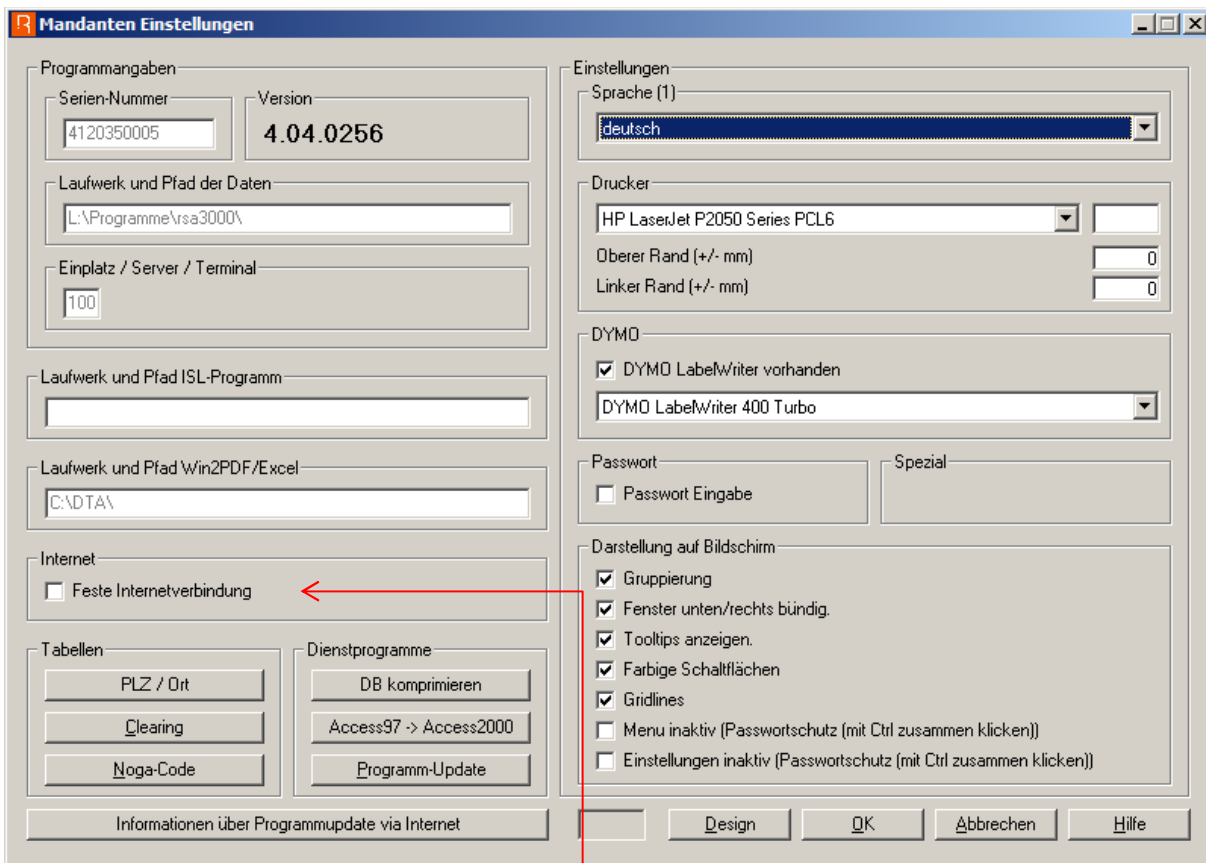 Mandanten Einstellungen
Programmangaben
Serien-Nummer
4120350005
Version
4.04.0256
Laufwerk und Pfad der Daten
L:\Programme\rsa3000\
Einplatz / Server / Terminal
100
Laufwerk und Pfad ISL-Programm
Laufwerk und Pfad Win2PDF/Excel
C:\DTA\
Internet
Feste Internetverbindung
Tabellen
PLZ / Ort
Clearing
Noga-Code
Dienstprogramme
DB komprimieren
Access97 -> Access2000
Programm-Update
Informationen über Programmupdate via Internet
Einstellungen
Sprache (1)
deutsch
Drucker
HP LaserJet P2050 Series PCL6
Oberer Rand (+/- mm) 0
Linker Rand (+/- mm) 0
DYMO
DYMO LabelWriter vorhanden
DYMO LabelWriter 400 Turbo
Passwort
Passwort Eingabe
Spezial
Darstellung auf Bildschirm
Gruppierung
Fenster unten/rechts bündig.
Tooltips anzeigen.
Farbige Schaltflächen
Gridlines
Menu inaktiv (Passwortschutz (mit Ctrl zusammen klicken))
Einstellungen inaktiv (Passwortschutz (mit Ctrl zusammen klicken))
Design
OK
Abbrechen
Hilfe